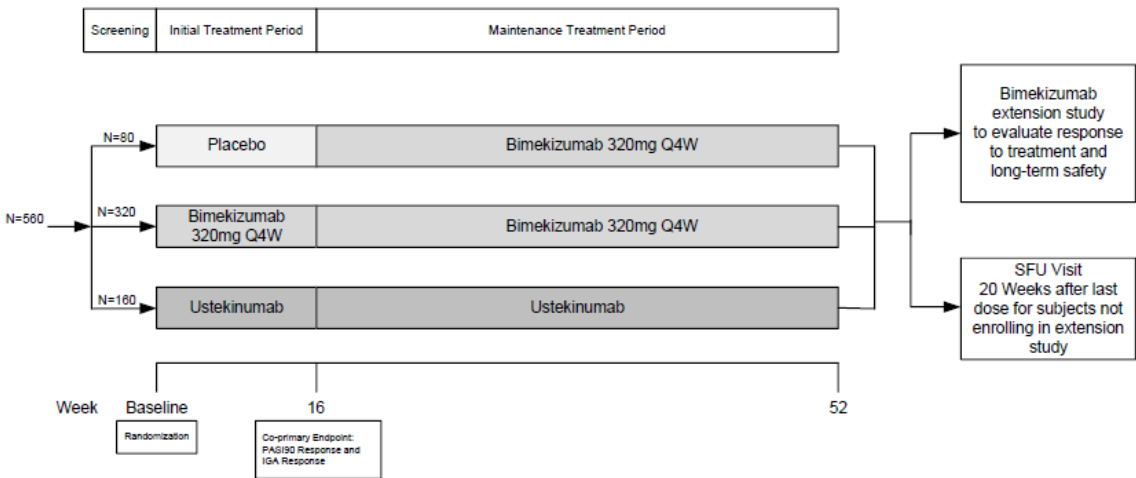 Screening
Initial Treatment Period
Maintenance Treatment Period
N=560
N=80
Placebo
Bimekizumab 320mg Q4W
N=320
Bimekizumab
320mg Q4W
Bimekizumab 320mg Q4W
N=160
Ustekinumab
Ustekinumab
Bimekizumab
extension study
to evaluate response
to treatment and
long-term safety
SFU Visit
20 Weeks after last
dose for subjects not
enrolling in extension
study
Week
Baseline
16
52
Randomization
Co-primary Endpoint:
PASI90 Response and
IGA Response